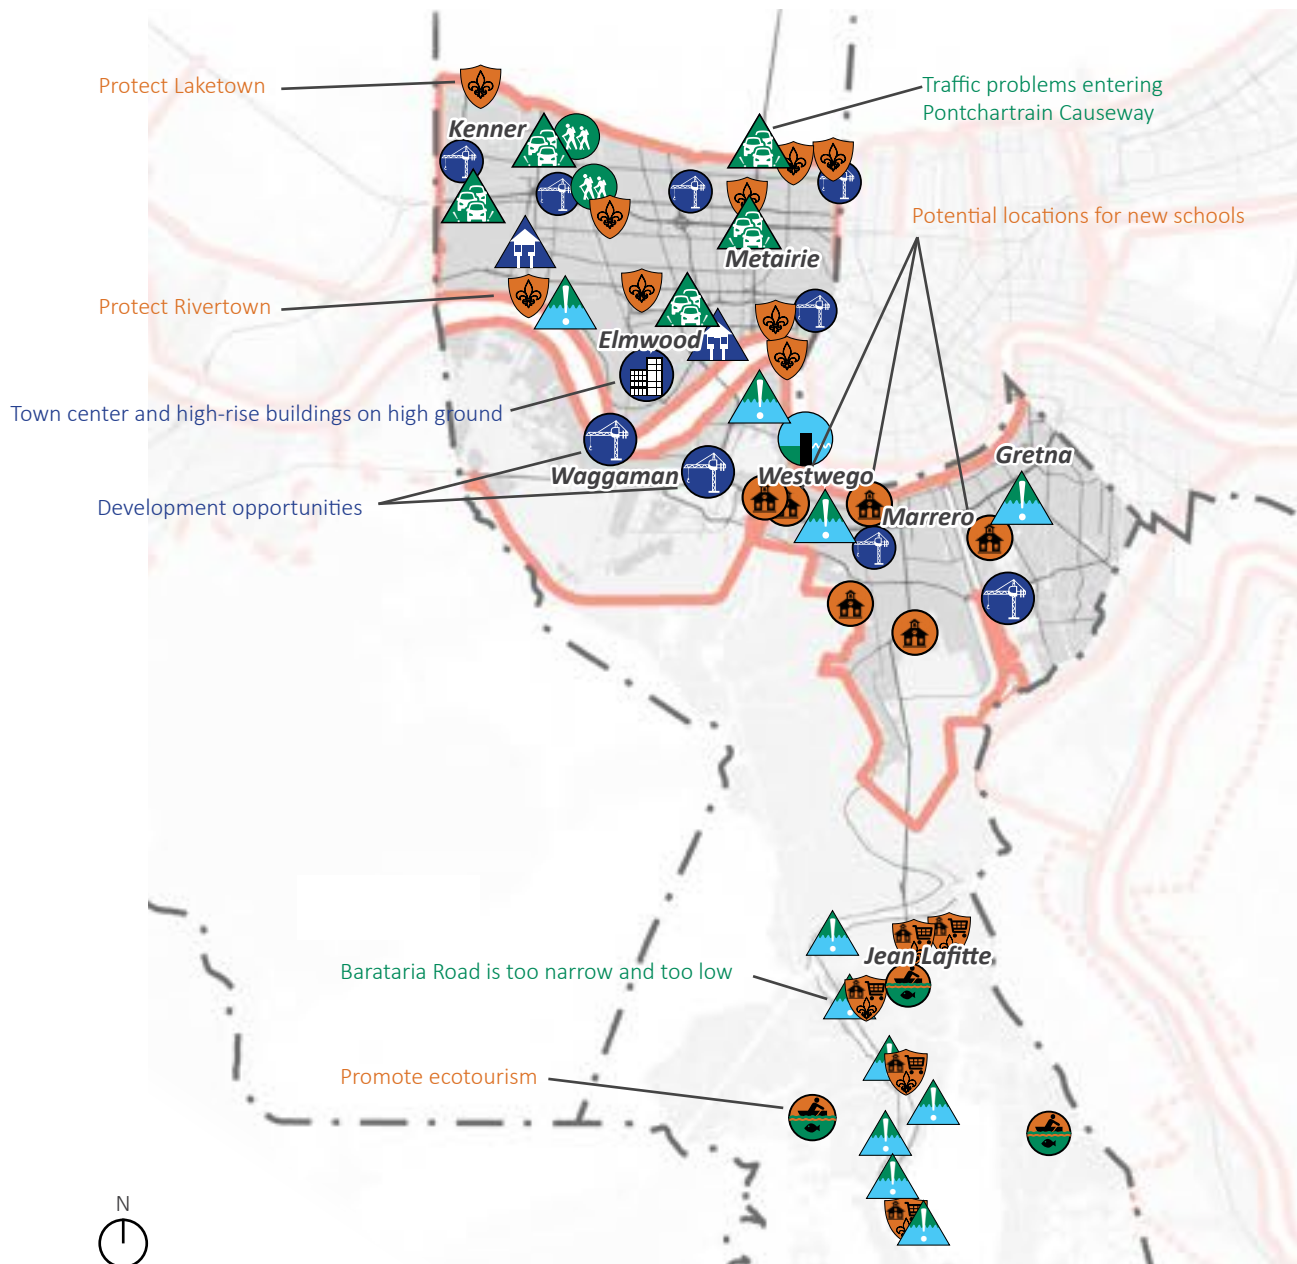 Protect Laketown
Traffic problems entering
Pontchartrain Causeway
Kenner
Potential locations for new schools
Metairie
Protect Rivertown
Elmwood
Town center and high-rise buildings on high ground
Gretna
Waggaman
Westwego
Development opportunities
Marrero
Jean Lafitte
Barataria Road is too narrow and too low
Promote ecotourism
N